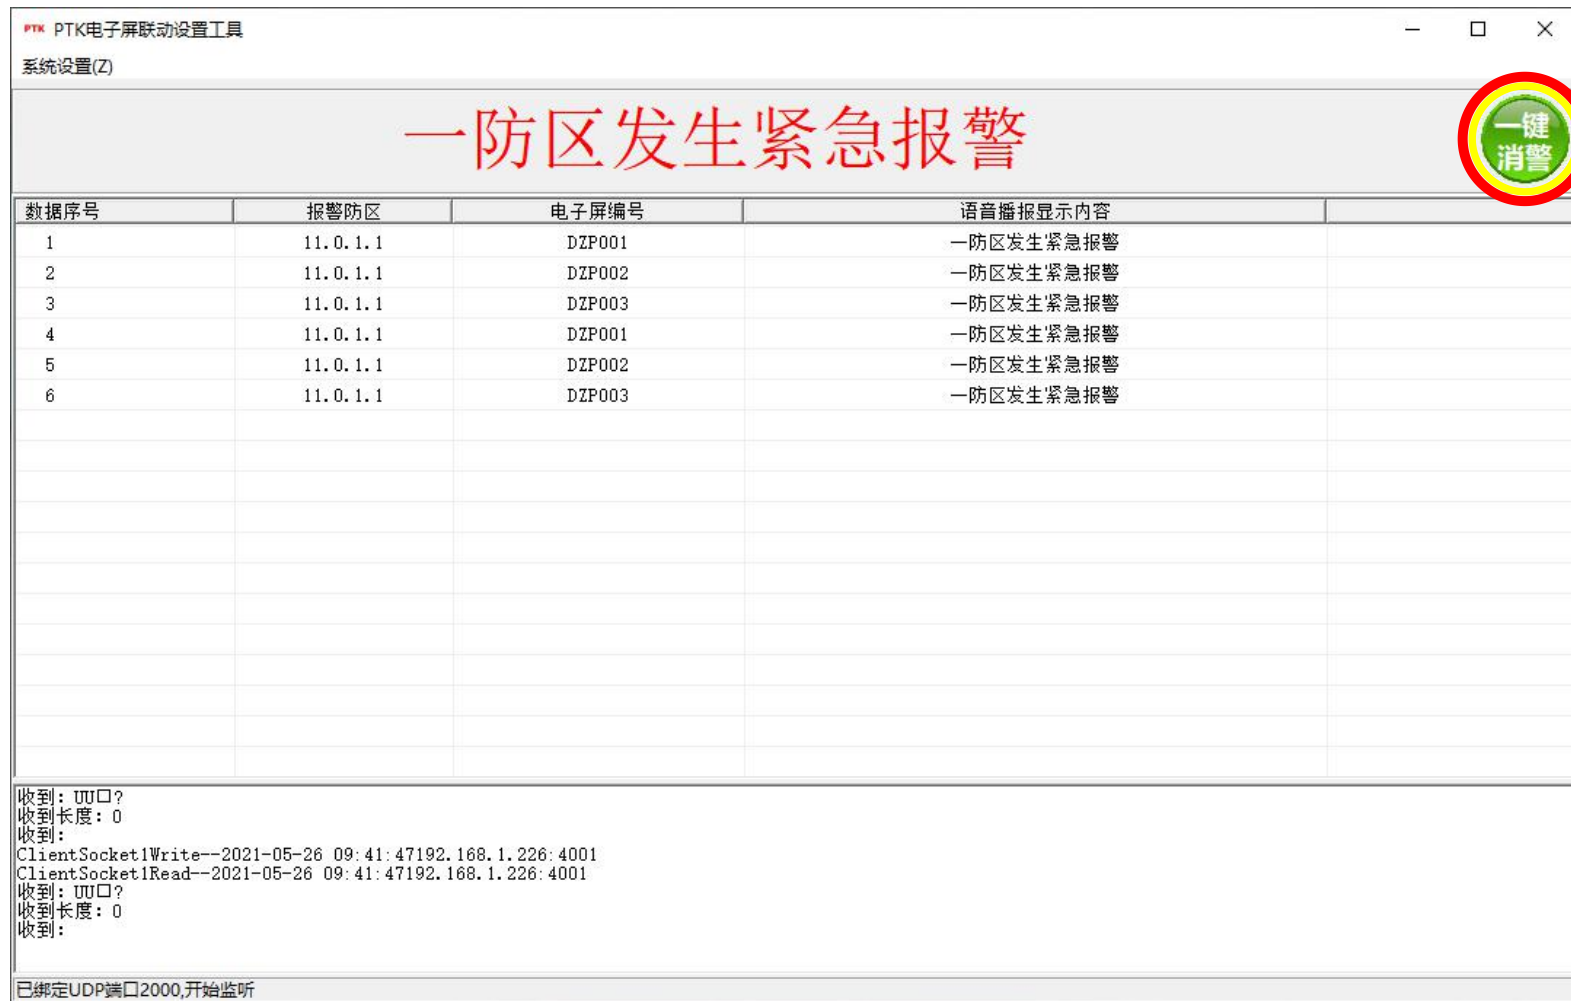 PTK PTK电子屏联动设置工具
系统设置(Z)
一防区发生紧急报警
一键
消警
数据序号 报警防区 电子屏编号 语音播报显示内容
1 11.0.1.1 DZP001 一防区发生紧急报警
2 11.0.1.1 DZP002 一防区发生紧急报警
3 11.0.1.1 DZP003 一防区发生紧急报警
4 11.0.1.1 DZP001 一防区发生紧急报警
5 11.0.1.1 DZP002 一防区发生紧急报警
6 11.0.1.1 DZP003 一防区发生紧急报警
收到: UU口?
收到长度: 0
收到:
ClientSocket1Write--2021-05-26 09:41:47192.168.1.226:4001
ClientSocket1Read--2021-05-26 09:41:47192.168.1.226:4001
收到: UU口?
收到长度: 0
收到:
已绑定UDP端口2000,开始监听